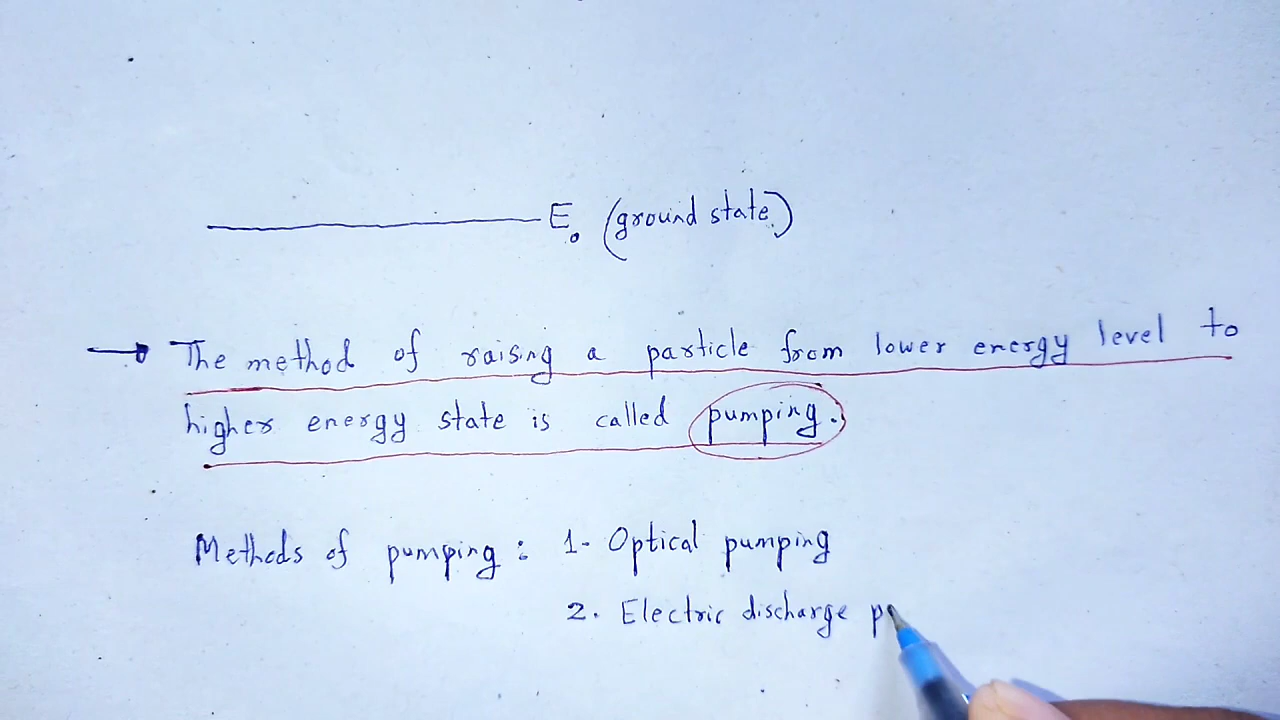 E₀ (ground state)
→ The method of raising a particle from lower energy level to
higher energy state is called pumping.
Methods of pumping : 1- Optical pumping
2. Electric discharge p